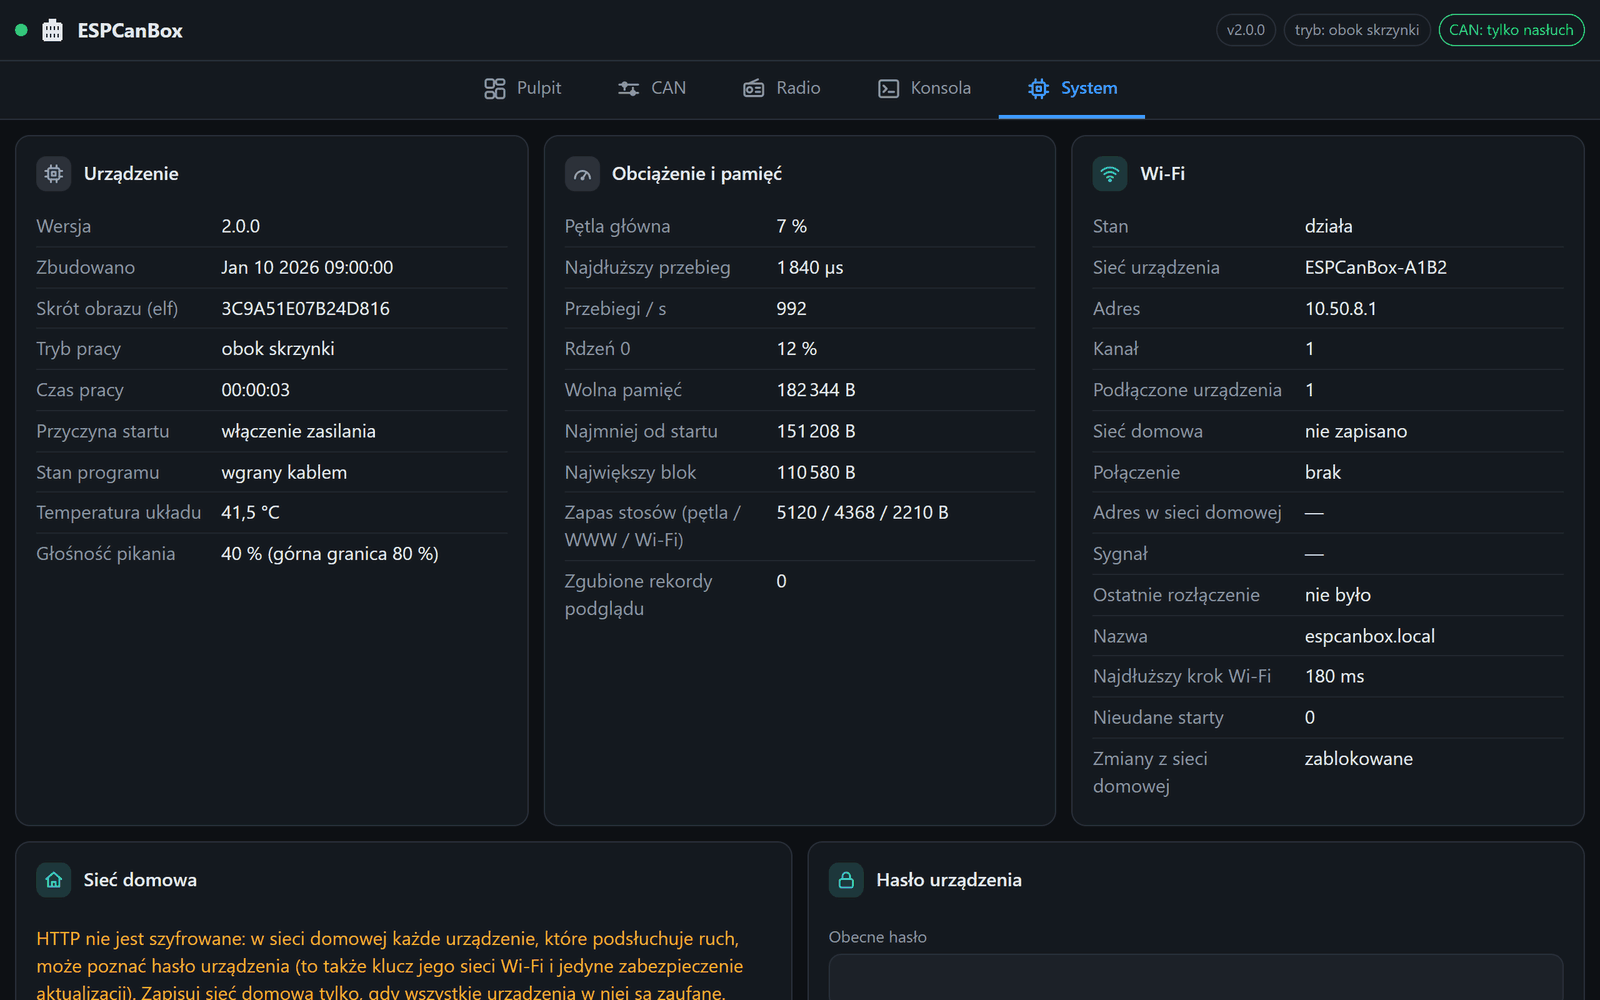 ESPCanBox
v2.0.0
tryb: obok skrzynki
CAN: tylko nasłuch
Pulpit
CAN
Radio
Konsola
System
Urządzenie
Wersja 2.0.0
Zbudowano Jan 10 2026 09:00:00
Skrót obrazu (elf) 3C9A51E07B24D816
Tryb pracy obok skrzynki
Czas pracy 00:00:03
Przyczyna startu włączenie zasilania
Stan programu wgrany kablem
Temperatura układu 41,5 °C
Głośność pikania 40 % (górna granica 80 %)
Obciążenie i pamięć
Pętla główna 7 %
Najdłuższy przebieg 1 840 µs
Przebiegi / s 992
Rdzeń 0 12 %
Wolna pamięć 182 344 B
Najmniej od startu 151 208 B
Największy blok 110 580 B
Zapas stosów (pętla / 5120 / 4368 / 2210 B
WWW / Wi-Fi)
Zgubione rekordy 0
podglądu
Wi-Fi
Stan działa
Sieć urządzenia ESPCanBox-A1B2
Adres 10.50.8.1
Kanał 1
Podłączone urządzenia 1
Sieć domowa nie zapisano
Połączenie brak
Adres w sieci domowej —
Sygnał —
Ostatnie rozłączenie nie było
Nazwa espcanbox.local
Najdłuższy krok Wi-Fi 180 ms
Nieudane starty 0
Zmiany z sieci zablokowane
domowej
Sieć domowa
HTTP nie jest szyfrowane: w sieci domowej każde urządzenie, które podsłuchuje ruch,
może poznać hasło urządzenia (to także klucz jego sieci Wi-Fi i jedyne zabezpieczenie
aktualizacji). Zapisuj sieć domową tylko, gdy wszystkie urządzenia w niej są zaufane.
Hasło urządzenia
Obecne hasło